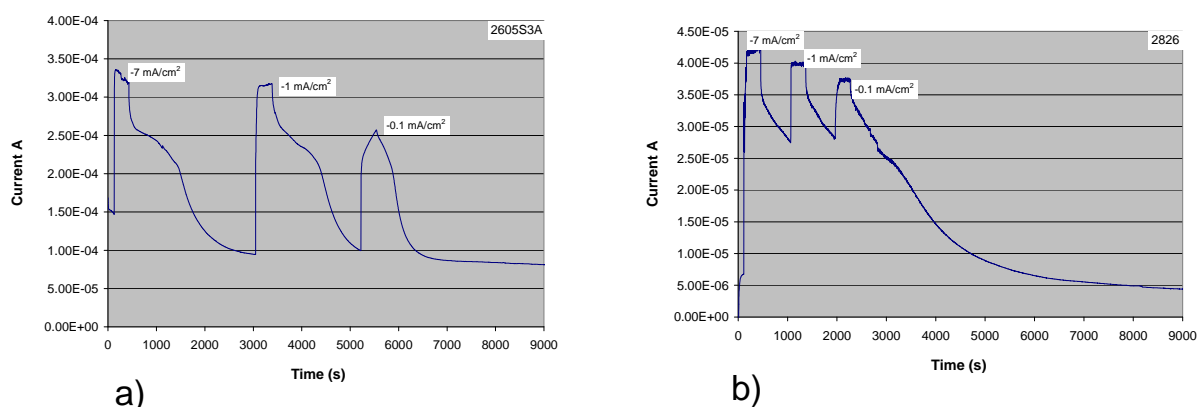 4.00E-04
3.50E-04
3.00E-04
2.50E-04
2.00E-04
1.50E-04
1.00E-04
5.00E-05
0.00E+00
Current A
2605S3A
-7 mA/cm²
-1 mA/cm²
-0.1 mA/cm²
0 1000 2000 3000 4000 5000 6000 7000 8000 9000
Time (s)
a)
4.50E-05
4.00E-05
3.50E-05
3.00E-05
2.50E-05
2.00E-05
1.50E-05
1.00E-05
5.00E-06
0.00E+00
Current A
2826
-7 mA/cm²
-1 mA/cm²
-0.1 mA/cm²
0 1000 2000 3000 4000 5000 6000 7000 8000 9000
Time (s)
b)